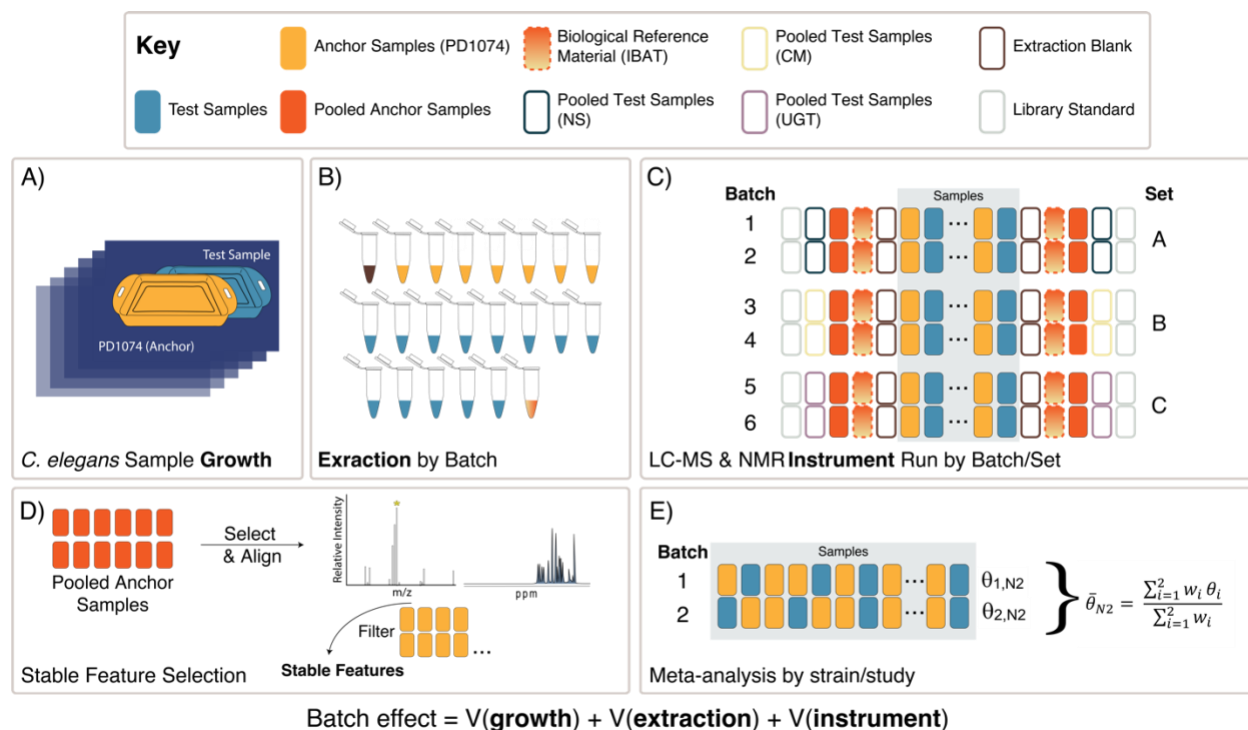 Key
Anchor Samples (PD1074)
Biological Reference
Material (IBAT)
Pooled Test Samples
(CM)
Extraction Blank
Test Samples
Pooled Anchor Samples
Pooled Test Samples
(NS)
Pooled Test Samples
(UGT)
Library Standard
A)
Test Sample
PD1074 (Anchor)
C. elegans Sample Growth
B)
Exraction by Batch
C)
Samples
Batch
Set
1
2
A
3
4
B
5
6
C
LC-MS & NMR Instrument Run by Batch/Set
D)
Pooled Anchor
Samples
Select
& Align
Relative Intensity
m/z
ppm
Filter
...
Stable Features
Stable Feature Selection
E)
Batch
Samples
1
2
θ1,N2
θ2,N2
θ̄N2 = ∑²i=1 wi θi / ∑²i=1 wi
Meta-analysis by strain/study
Batch effect = V(growth) + V(extraction) + V(instrument)